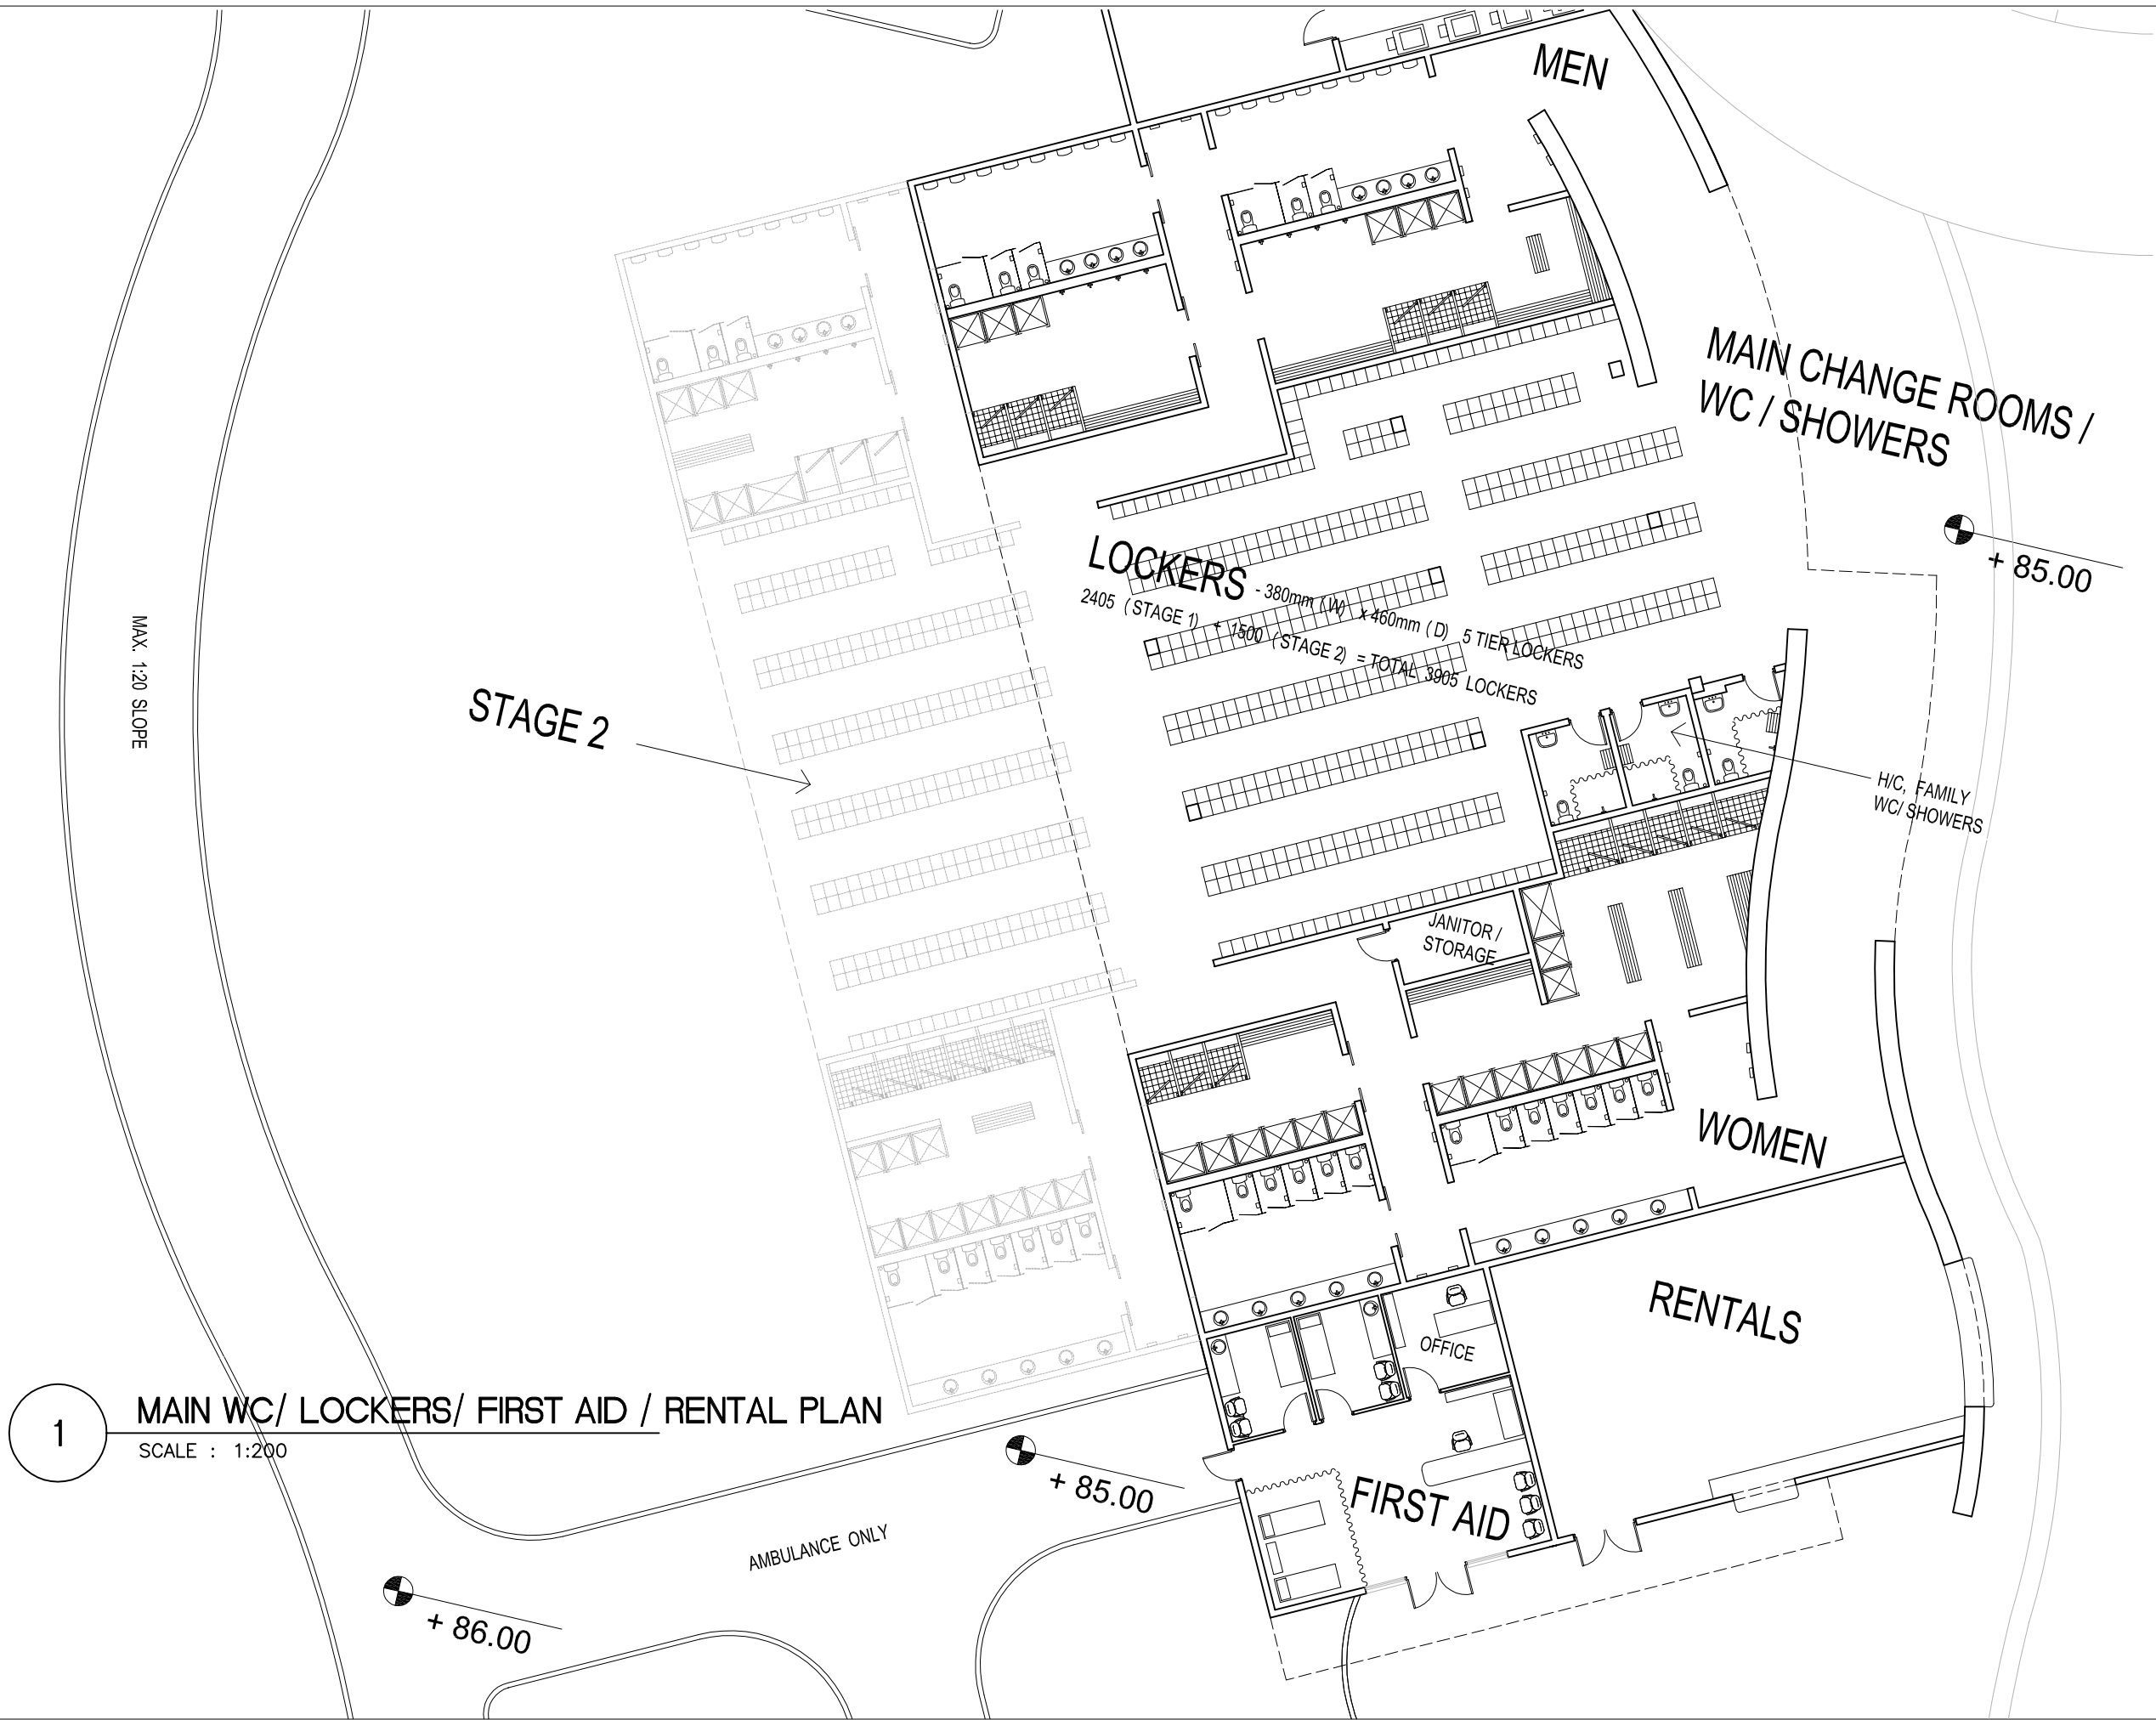 MEN
MAIN CHANGE ROOMS /
WC / SHOWERS
+ 85.00
LOCKERS - 380mm (W) x 460mm (D) 5 TIER LOCKERS
2405 (STAGE 1) + 1500 (STAGE 2) = TOTAL 3905 LOCKERS
MAX. 1:20 SLOPE
STAGE 2
H/C, FAMILY
WC/ SHOWERS
JANITOR /
STORAGE
WOMEN
RENTALS
OFFICE
1
MAIN WC/ LOCKERS/ FIRST AID / RENTAL PLAN
SCALE : 1:200
+ 85.00
FIRST AID
AMBULANCE ONLY
+ 86.00